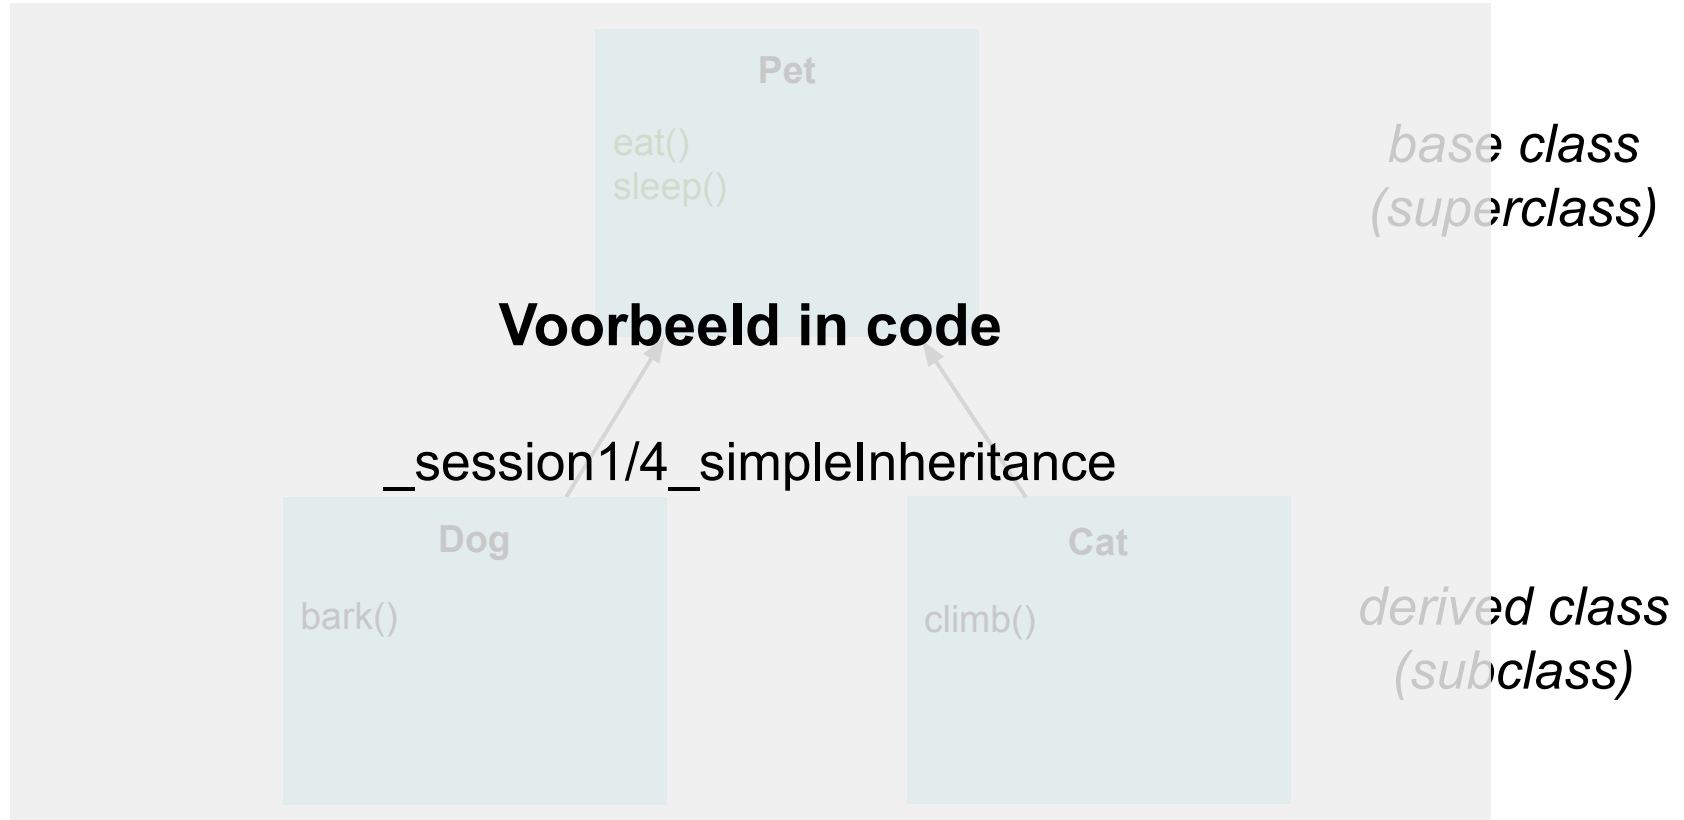 Pet
eat()
sleep()
base class
(superclass)
Voorbeeld in code
_session1/4_simpleInheritance
Dog
bark()
Cat
climb()
derived class
(subclass)